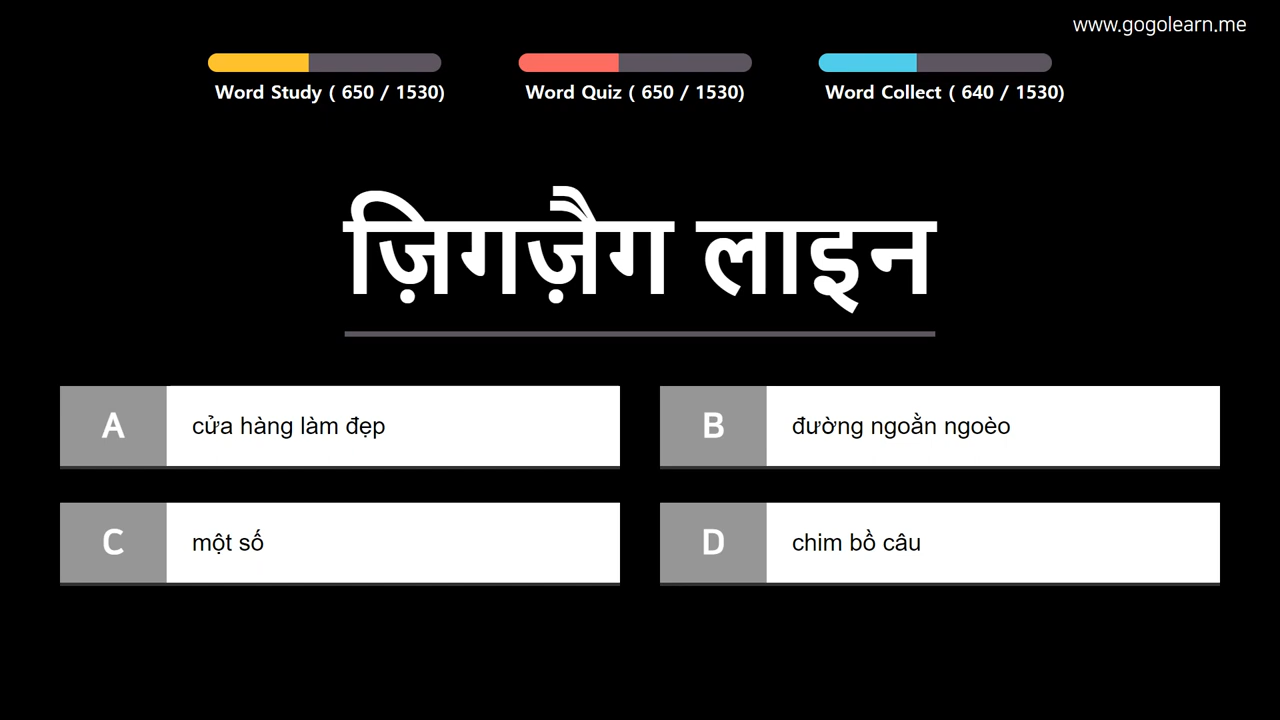 www.gogolearn.me
Word Study ( 650 / 1530)
Word Quiz ( 650 / 1530)
Word Collect ( 640 / 1530)
ज़िगज़ैग लाइन
A cửa hàng làm đẹp
B đường ngoằn ngoèo
C một số
D chim bồ câu